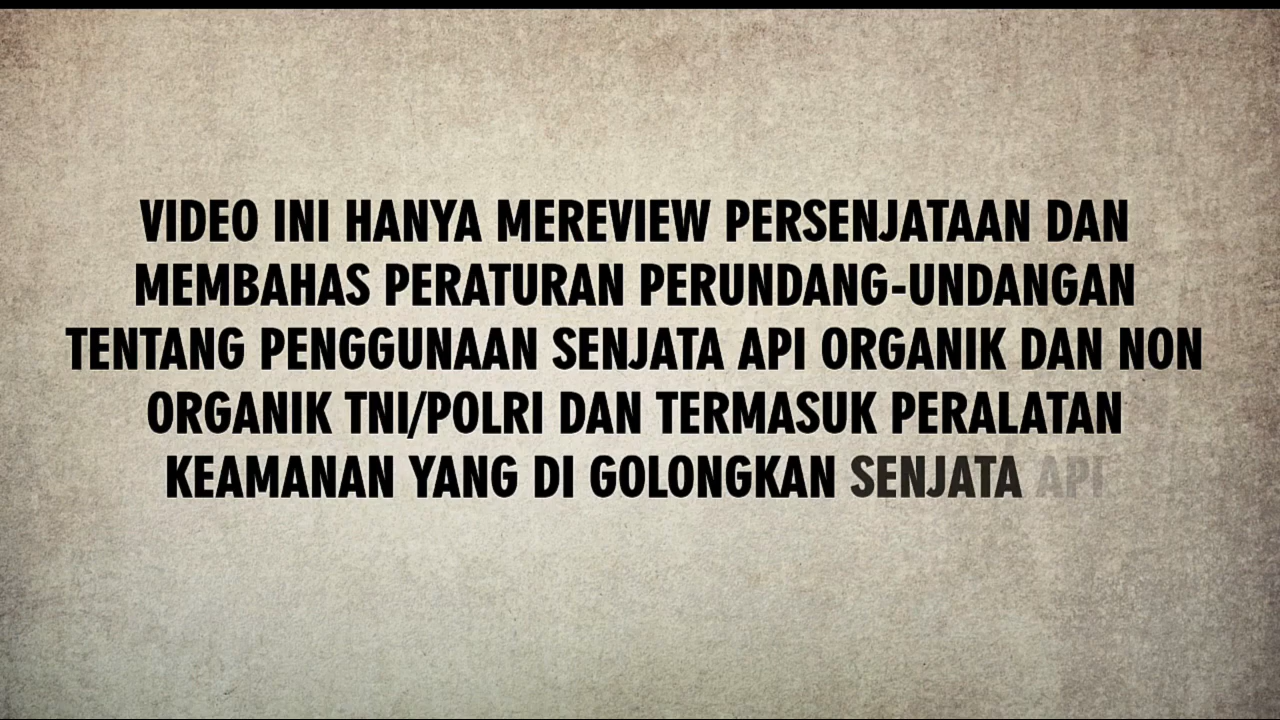 VIDEO INI HANYA MEREVIEW PERSENJATAAN DAN
MEMBAHAS PERATURAN PERUNDANG-UNDANGAN
TENTANG PENGGUNAAN SENJATA API ORGANIK DAN NON
ORGANIK TNI/POLRI DAN TERMASUK PERALATAN
KEAMANAN YANG DI GOLONGKAN SENJATA API